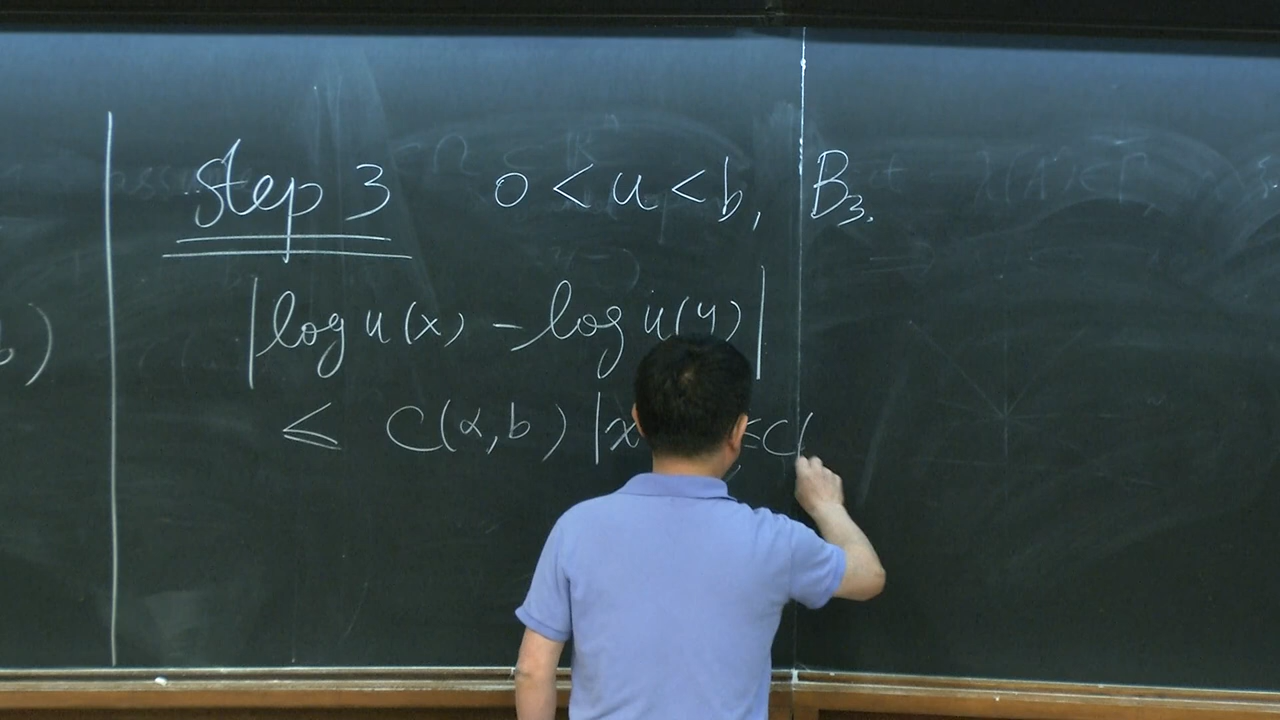 Step 3 0 < u < b, B₃.
| log u(x) - log u(y) |
b)
≤ C(α, b) |x ≤ C(